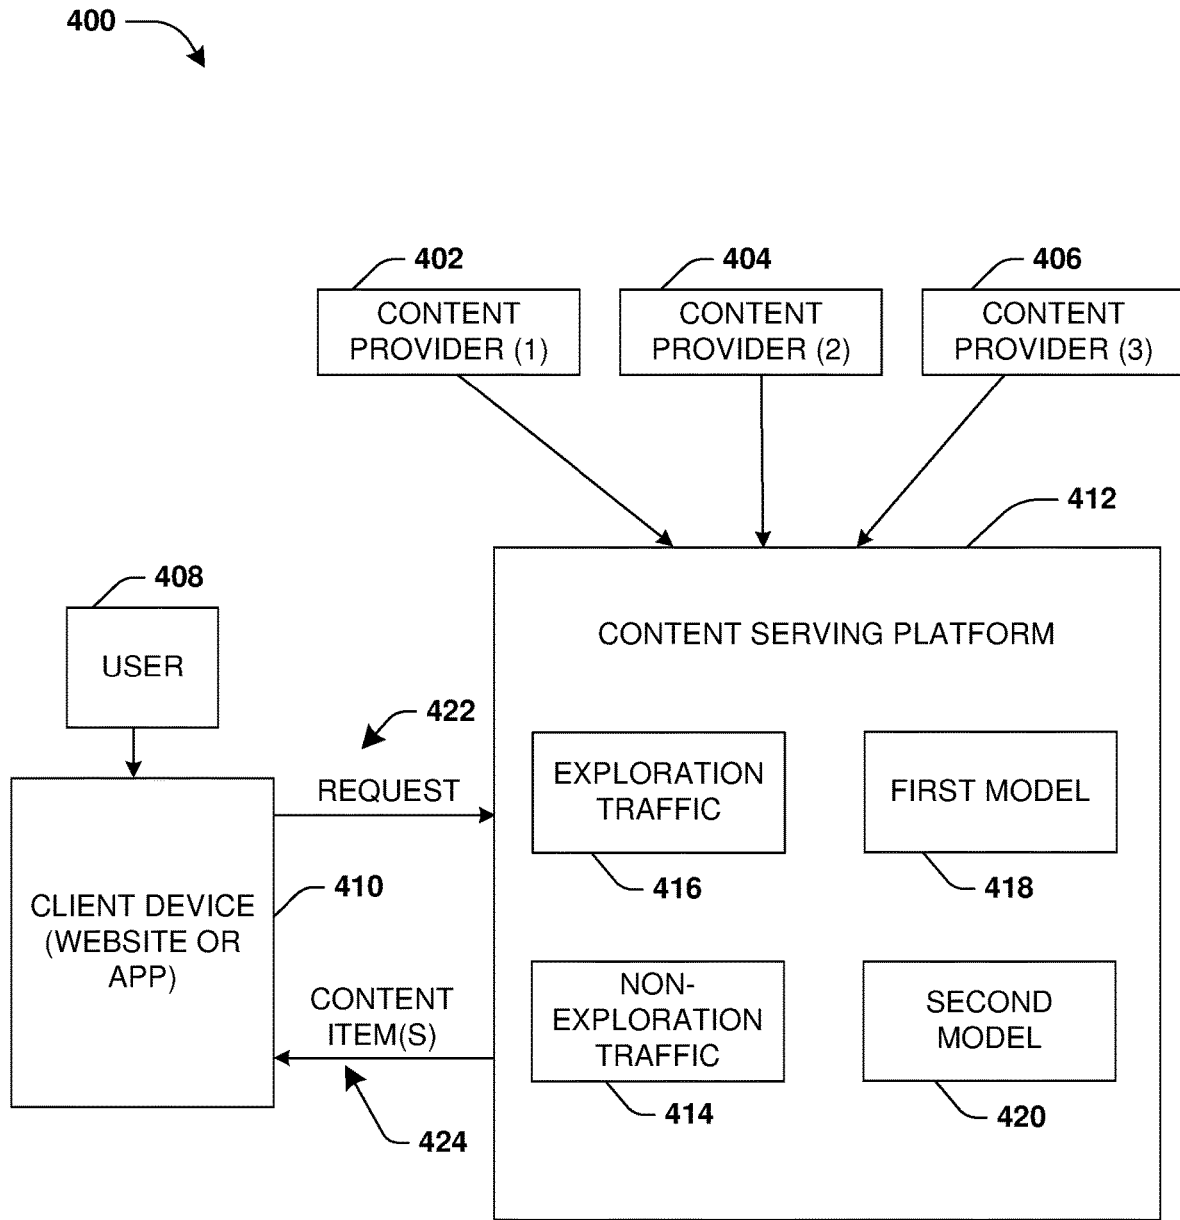 400
402
404
406
CONTENT
PROVIDER (1)
CONTENT
PROVIDER (2)
CONTENT
PROVIDER (3)
412
408
USER
CONTENT SERVING PLATFORM
422
REQUEST
EXPLORATION
TRAFFIC
FIRST MODEL
416
418
410
CLIENT DEVICE
(WEBSITE OR
APP)
CONTENT
ITEM(S)
NON-
EXPLORATION
TRAFFIC
SECOND
MODEL
414
420
424